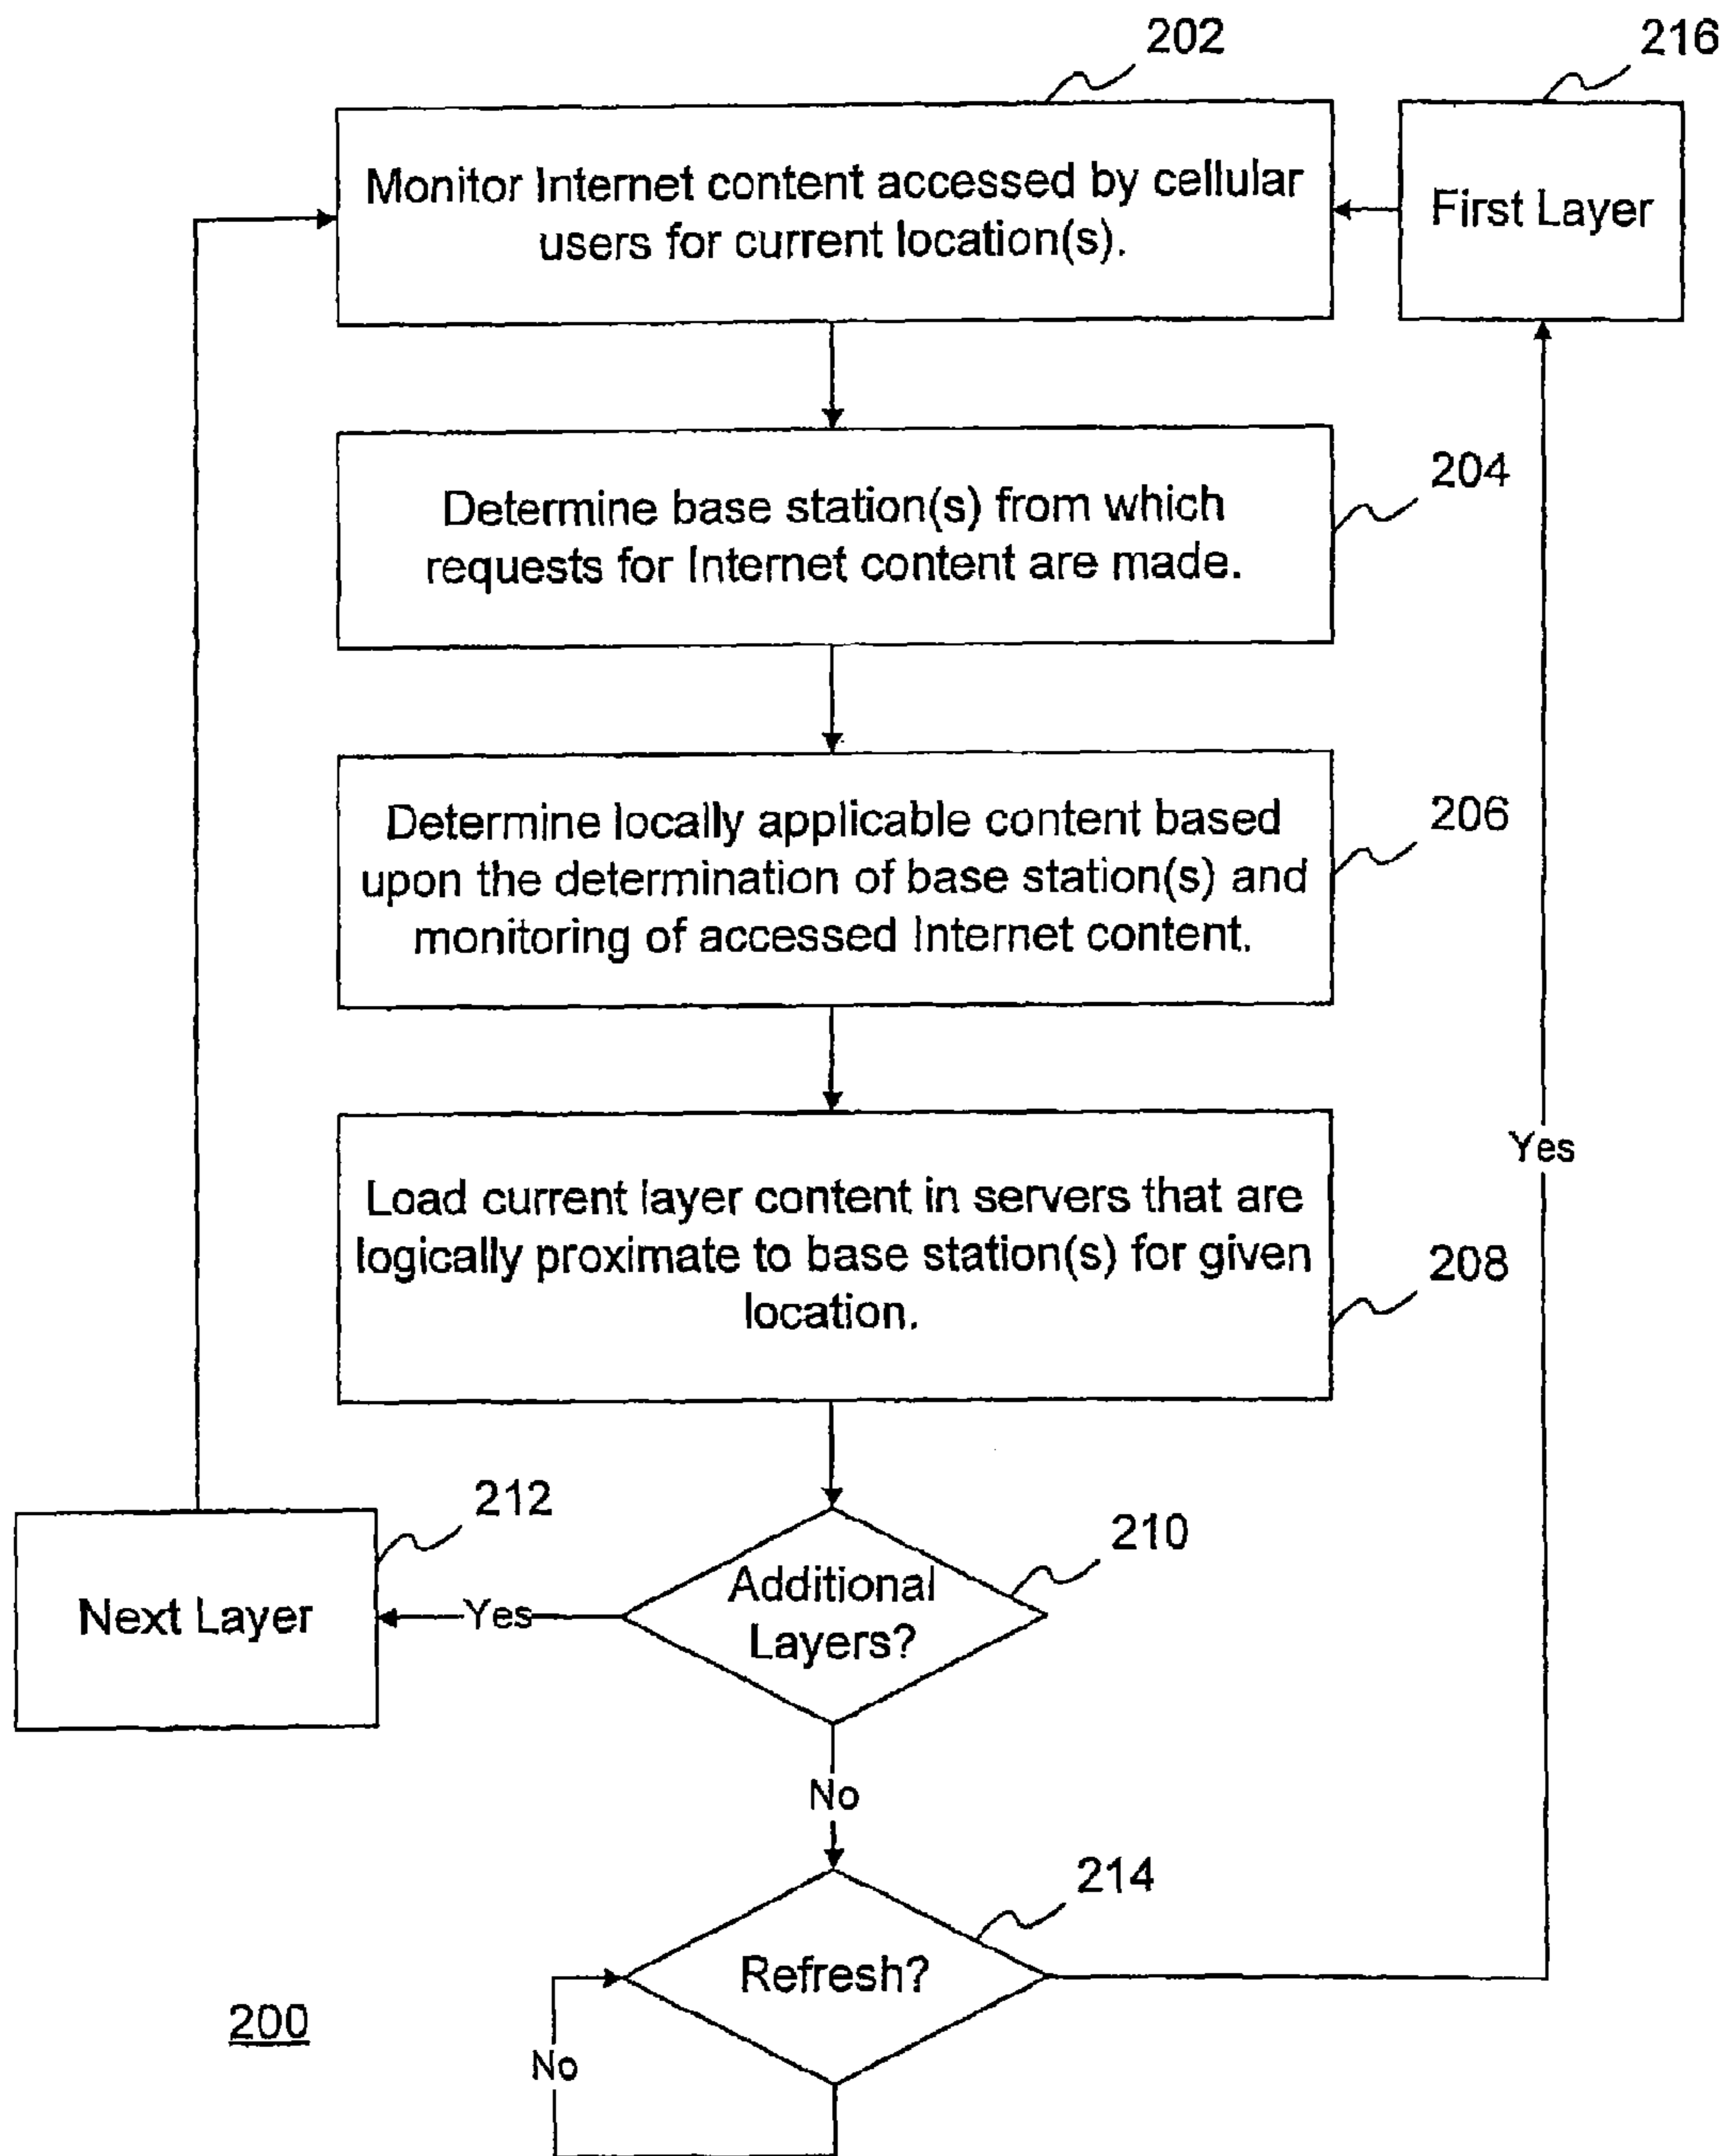 202
216
Monitor Internet content accessed by cellular
users for current location(s).
First Layer
204
Determine base station(s) from which
requests for Internet content are made.
206
Determine locally applicable content based
upon the determination of base station(s) and
monitoring of accessed Internet content.
Yes
Load current layer content in servers that are
logically proximate to base station(s) for given
location.
208
212
210
Next Layer
Yes
Additional
Layers?
No
214
Refresh?
200
No